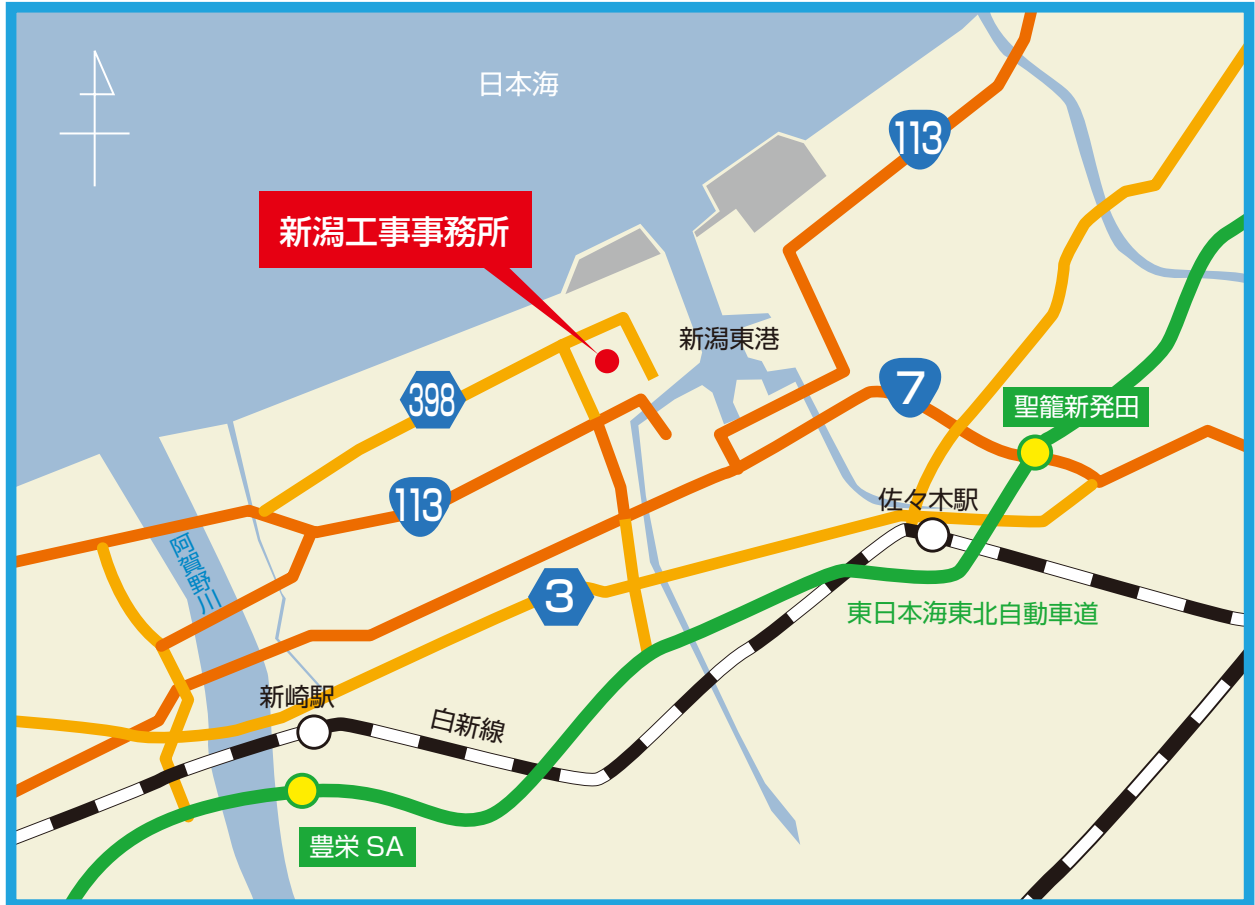 日本海
113
新潟工事事務所
新潟東港
7
398
聖籠新発田
113
佐々木駅
阿賀野川
3
東日本海東北自動車道
新崎駅
白新線
豊栄 SA